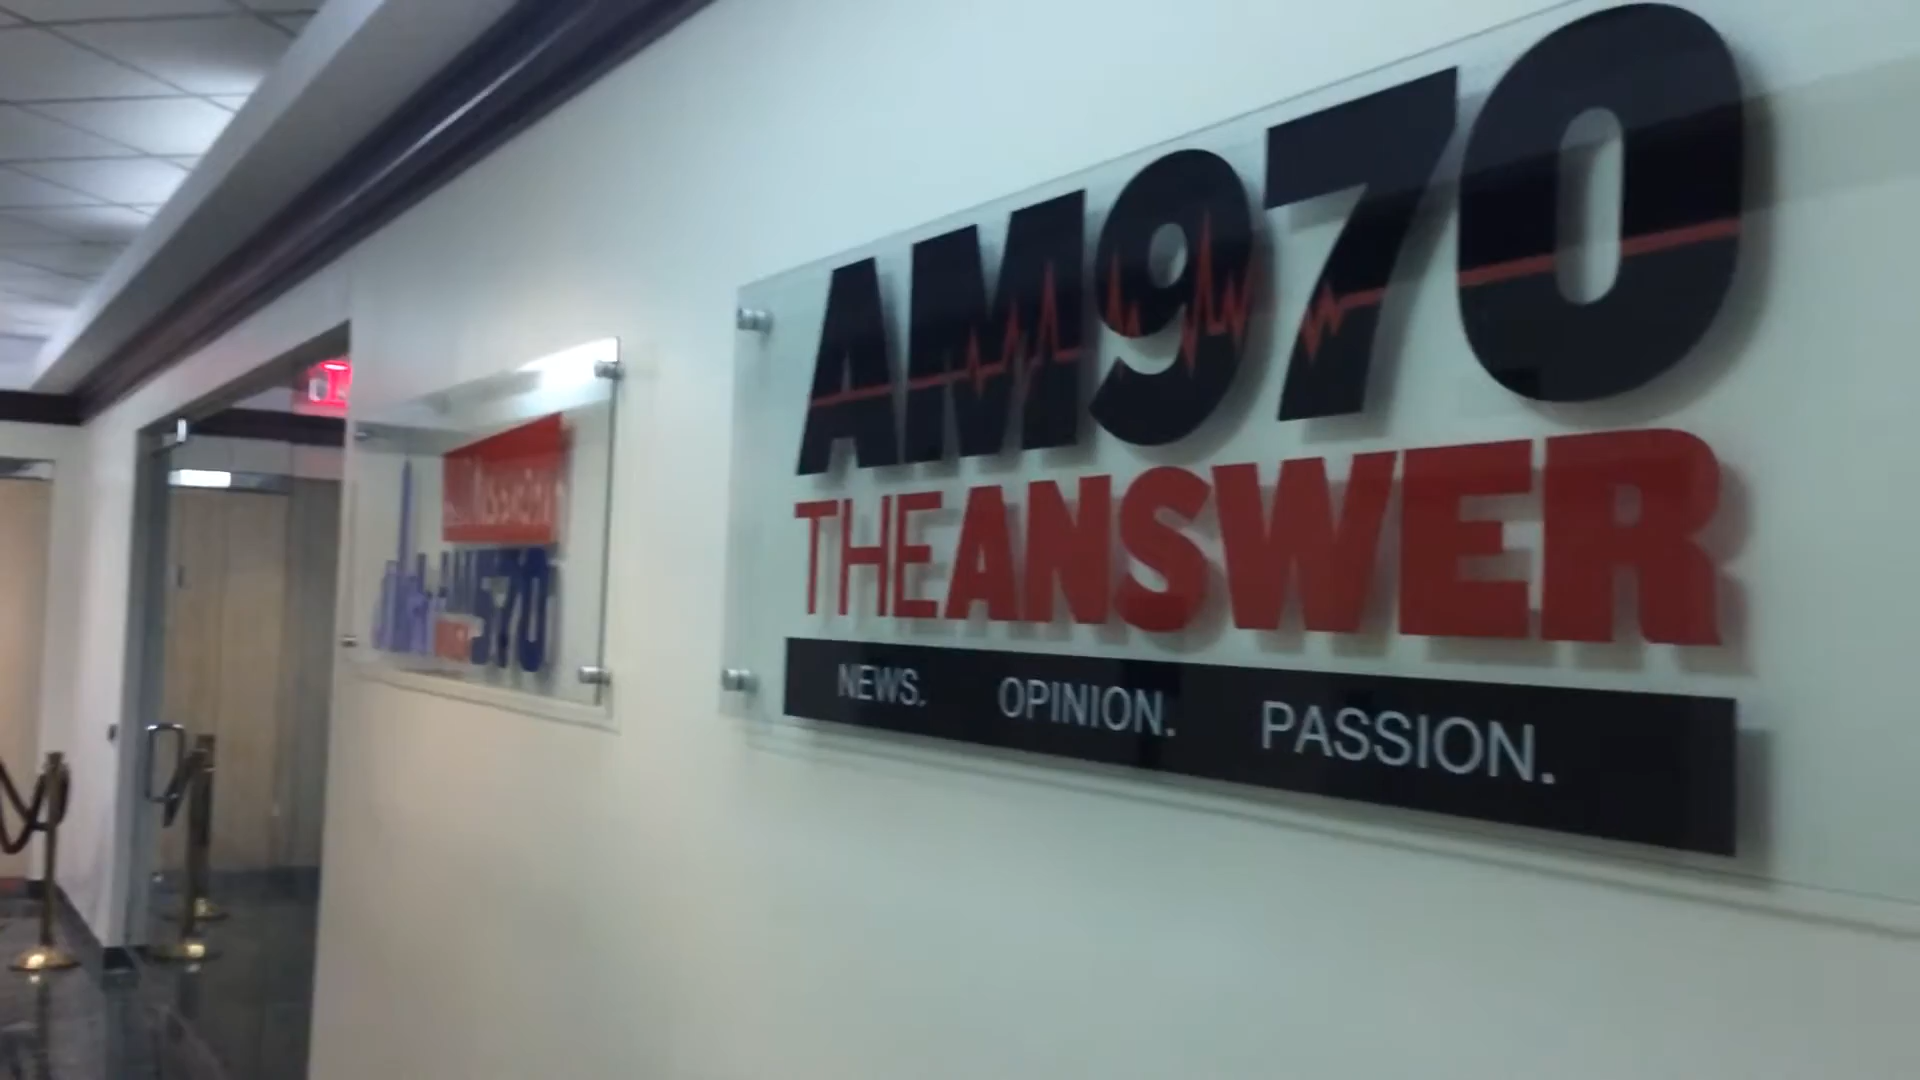 AM970
THEANSWER
NEWS. OPINION. PASSION.
AM570